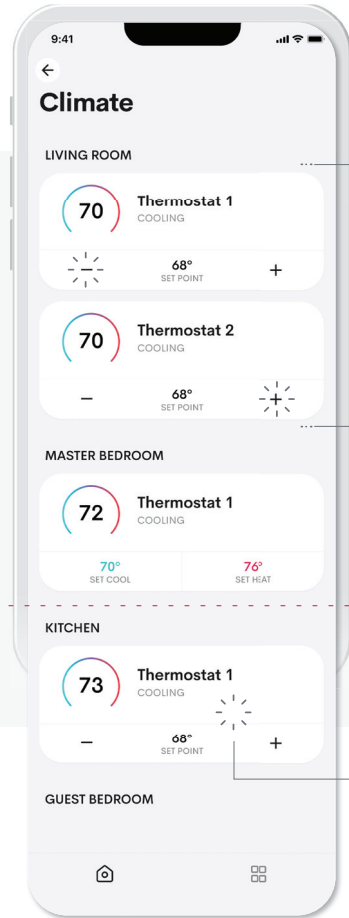 9:41
Climate
LIVING ROOM
70
Thermostat 1
COOLING
−
68°
SET POINT
+
70
Thermostat 2
COOLING
−
68°
SET POINT
+
MASTER BEDROOM
72
Thermostat 1
COOLING
70°
SET COOL
76°
SET HEAT
KITCHEN
73
Thermostat 1
COOLING
−
68°
SET POINT
+
GUEST BEDROOM